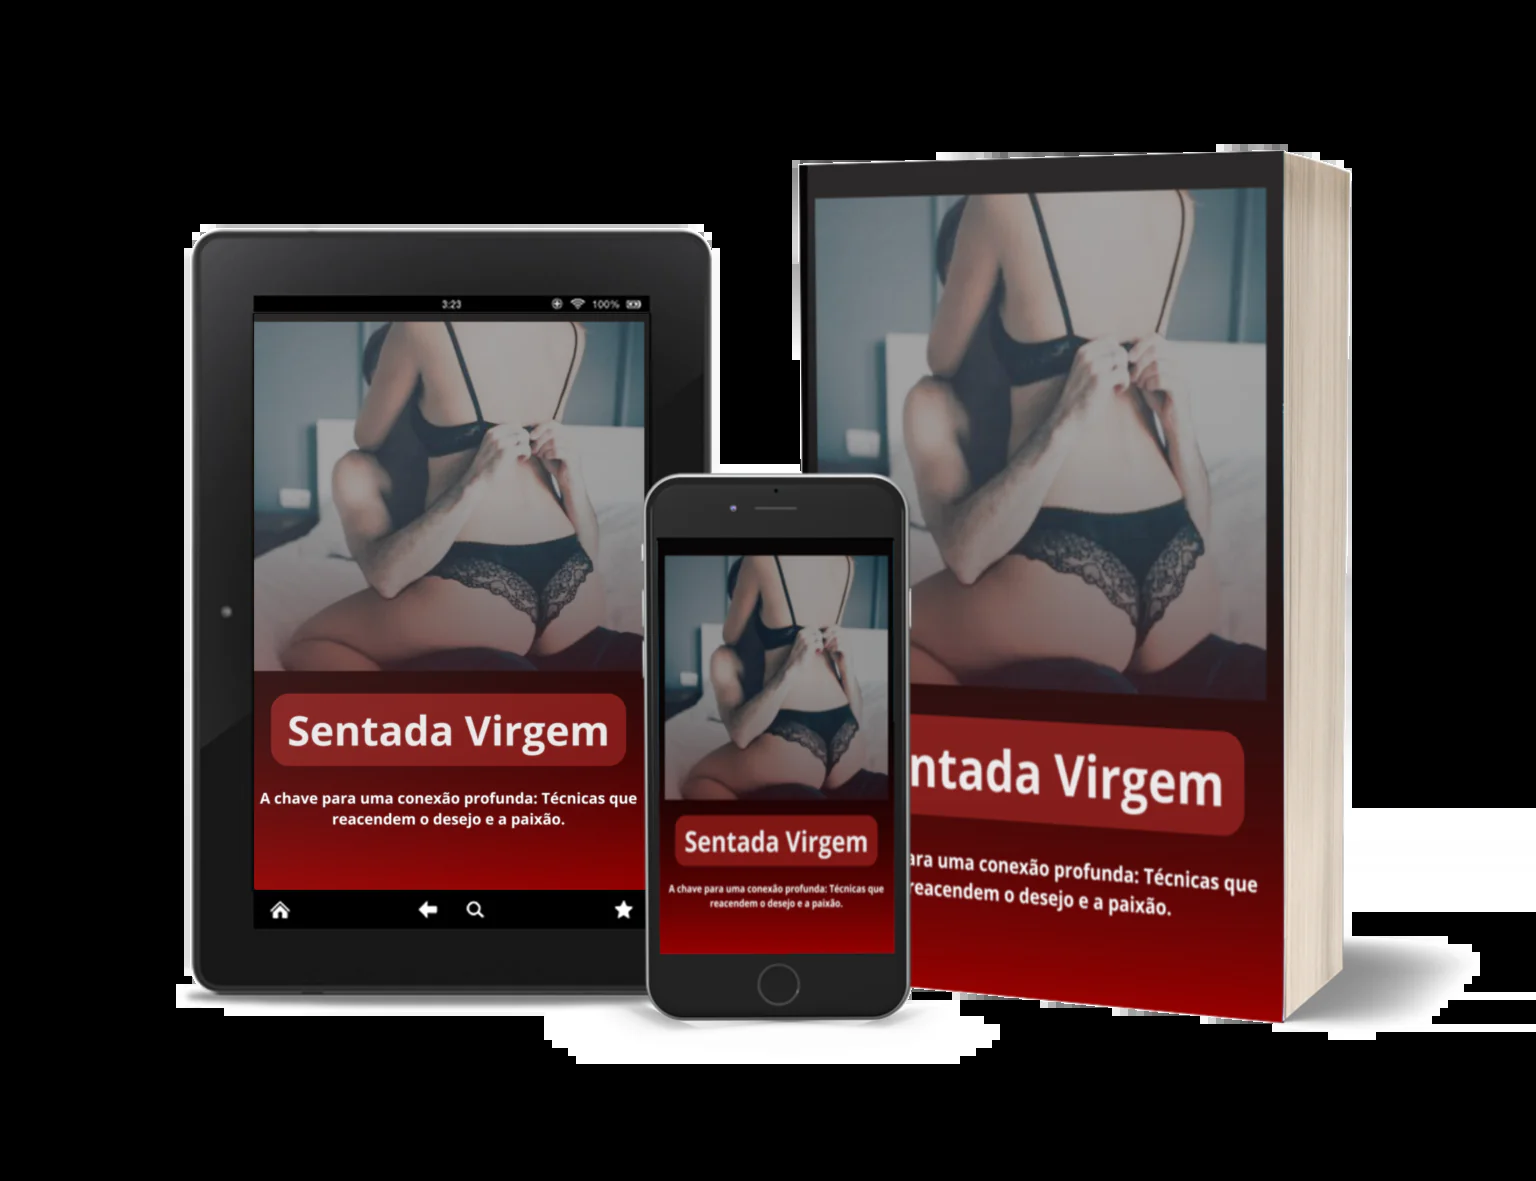 3:23
100%
Sentada Virgem
A chave para uma conexão profunda: Técnicas que
reacendem o desejo e a paixão.
Sentada Virgem
A chave para uma conexão profunda: Técnicas que
reacendem o desejo e a paixão.
ntada Virgem
ara uma conexão profunda: Técnicas que
reacendem o desejo e a paixão.